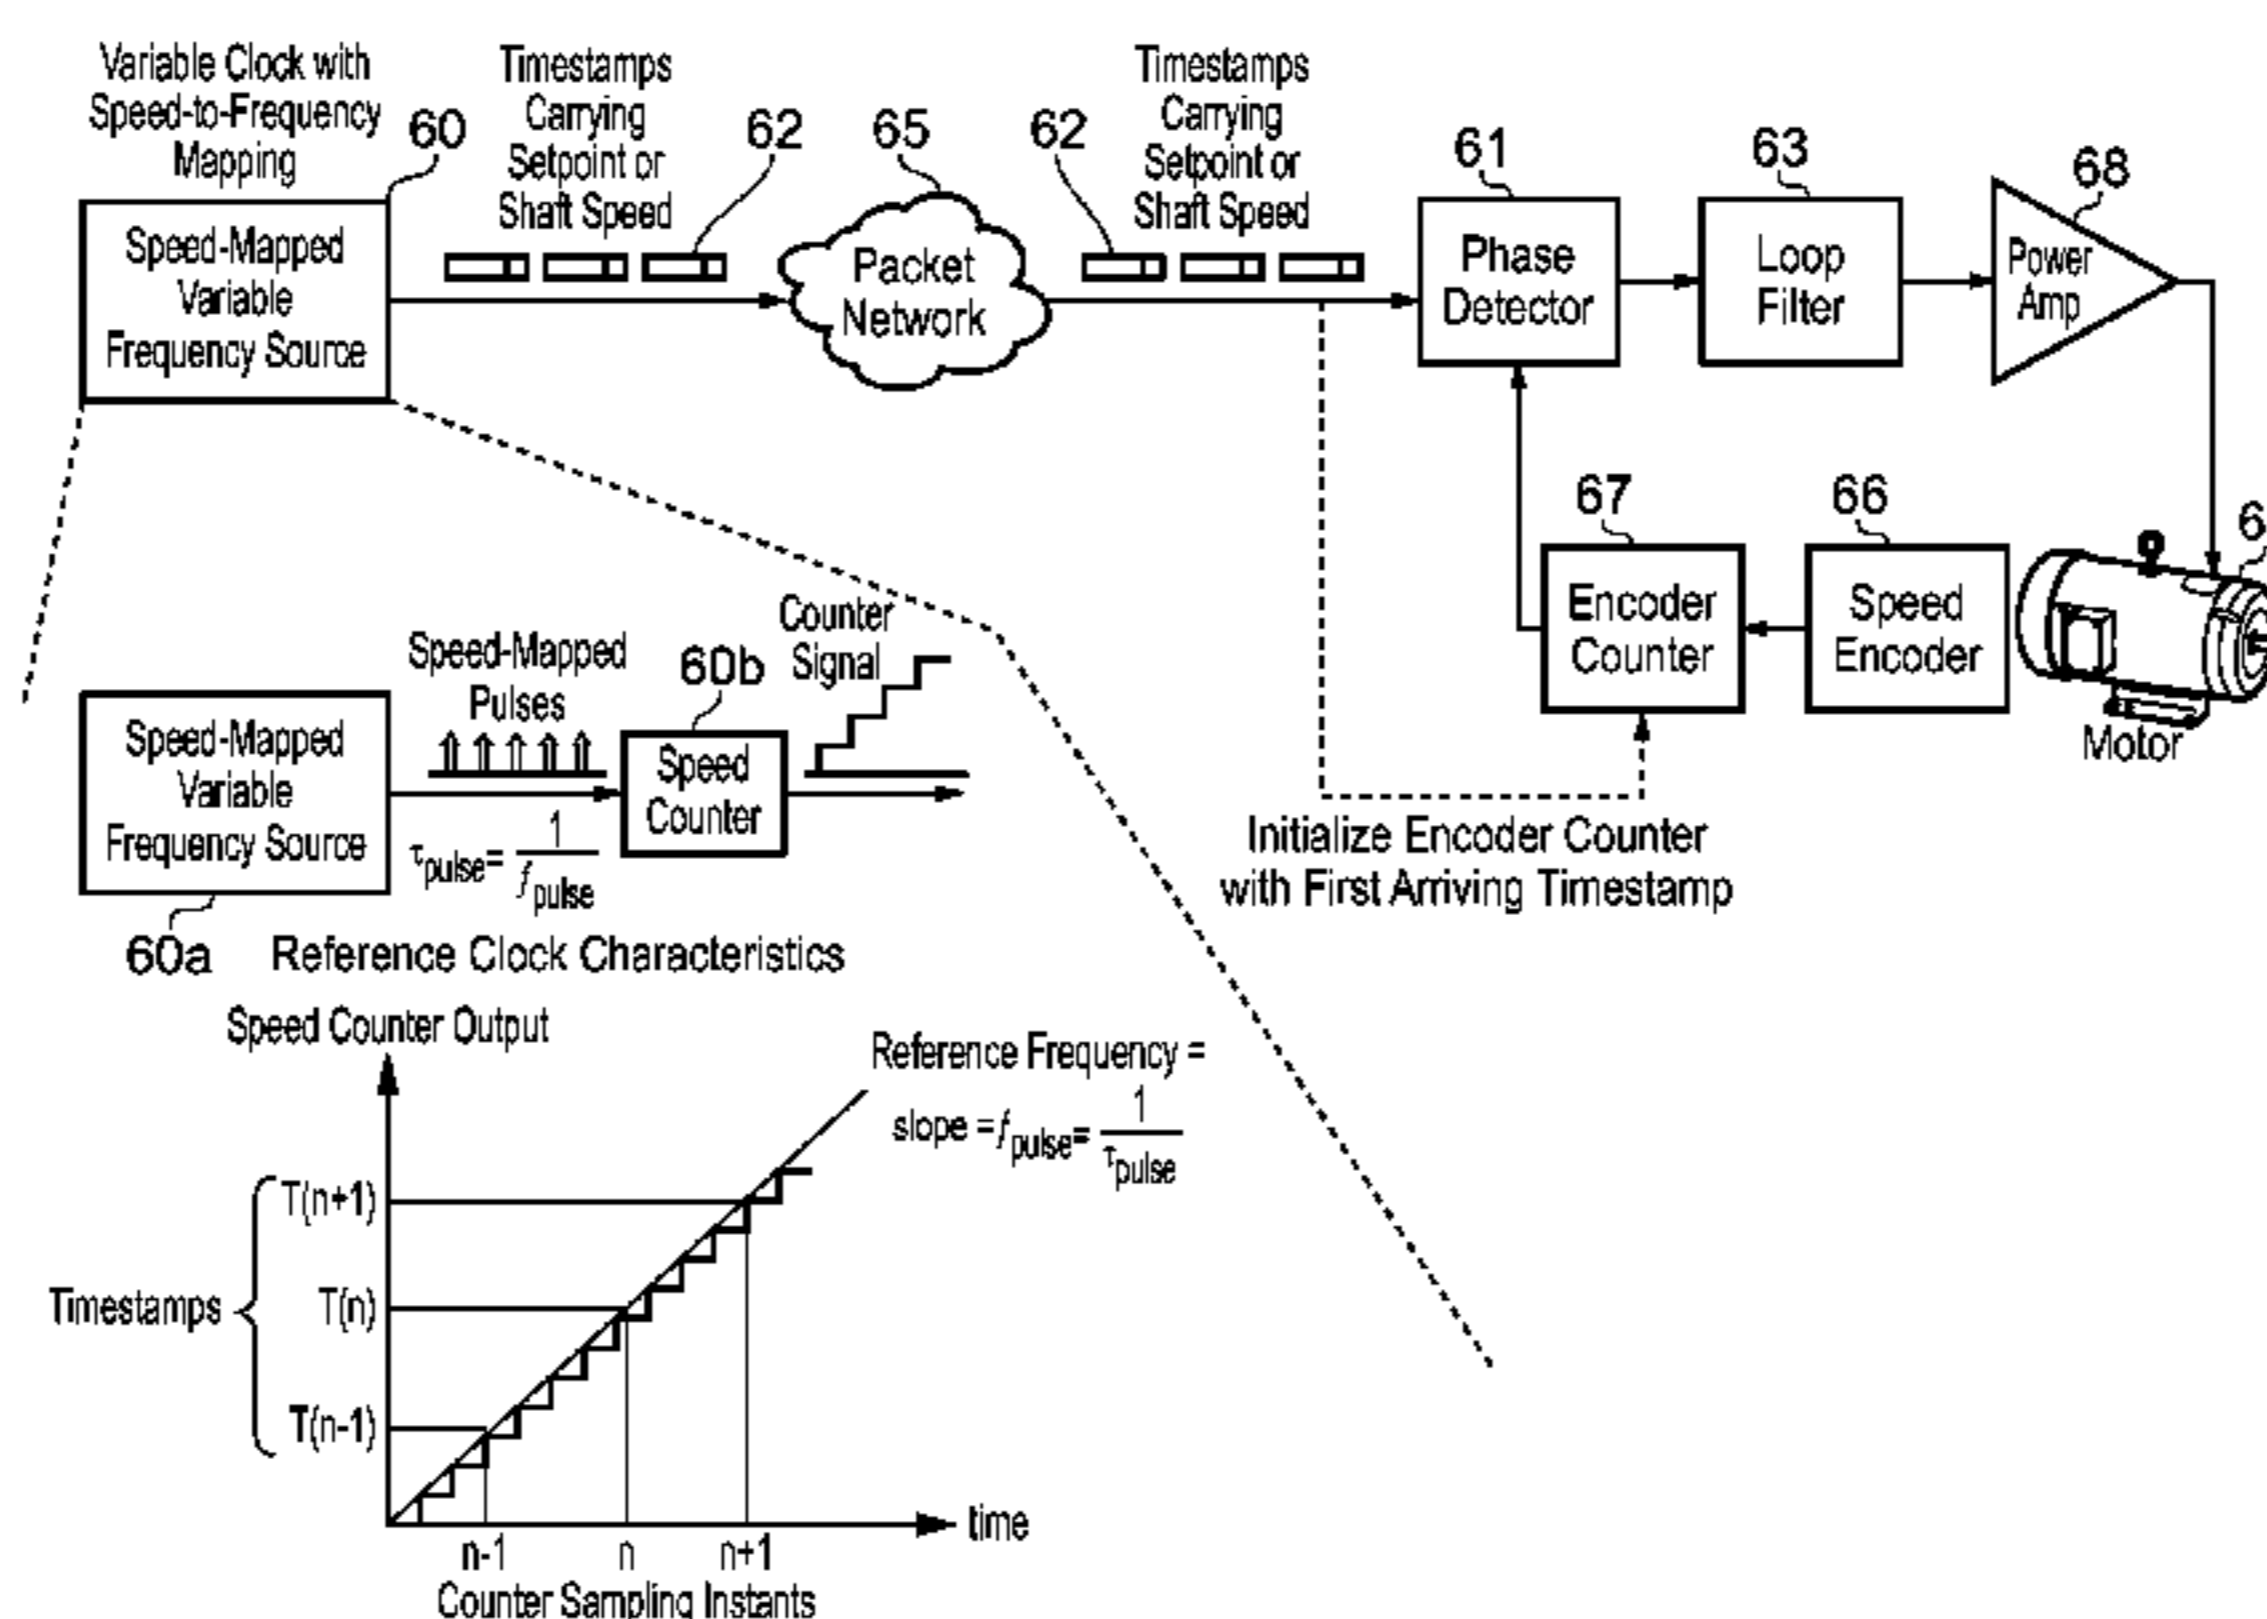 Variable Clock with
Speed-to-Frequency
Mapping
60
Timestamps
Carrying
Setpoint or
Shaft Speed
62
65
62
Timestamps
Carrying
Setpoint or
Shaft Speed
61
63
68
Speed-Mapped
Variable
Frequency Source
Packet
Network
Phase
Detector
Loop
Filter
Power
Amp
67
66
6
Encoder
Counter
Speed
Encoder
Motor
Initialize Encoder Counter
with First Arriving Timestamp
Speed-Mapped
Variable
Frequency Source
60a
Speed-Mapped
Pulses
τpulse= 1/fpulse
60b
Speed
Counter
Counter
Signal
Reference Clock Characteristics
Speed Counter Output
Reference Frequency =
slope =fpulse= 1/τpulse
Timestamps
T(n+1)
T(n)
T(n-1)
time
n-1 n n+1
Counter Sampling Instants